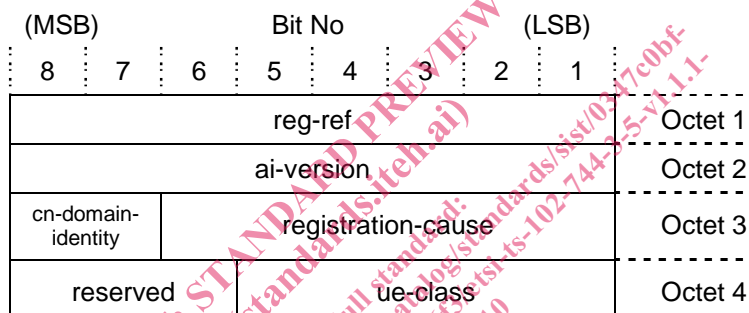 (MSB) Bit No (LSB)
8 7 6 5 4 3 2 1
reg-ref Octet 1
ai-version Octet 2
cn-domain-
identity registration-cause Octet 3
reserved ue-class Octet 4